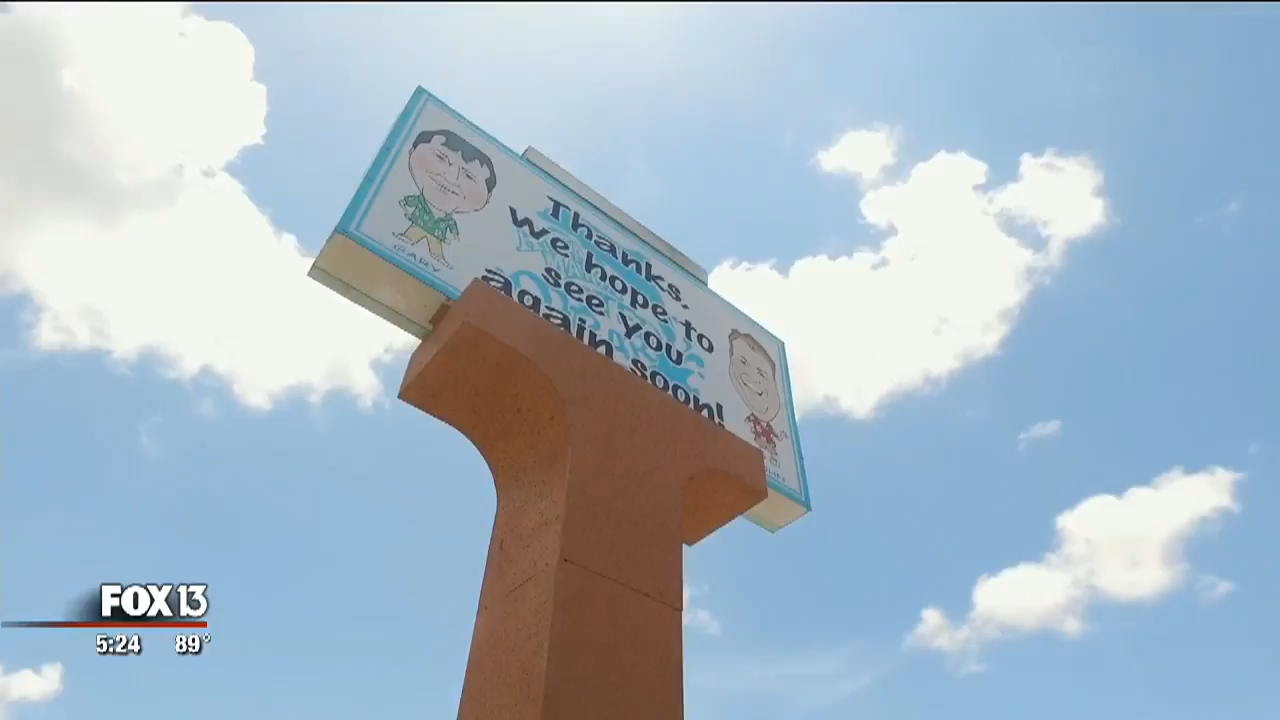 GARY
Thanks,
we hope to
see you
again soon!
FOX 13
5:24 89°